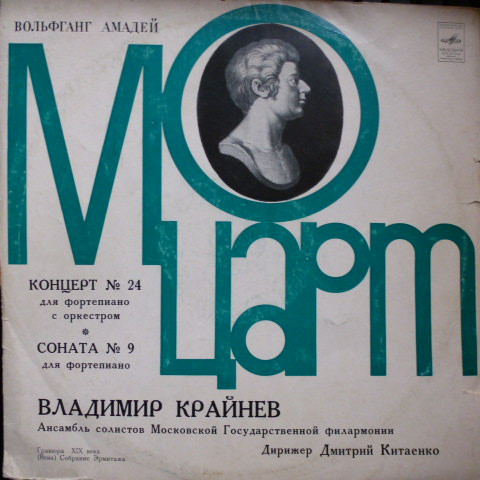 ВОЛЬФГАНГ АМАДЕЙ
МОцарт
КОНЦЕРТ № 24
для фортепиано
с оркестром
*
СОНАТА № 9
для фортепиано
ВЛАДИМИР КРАЙНЕВ
Ансамбль солистов Московской Государственной филармонии
Дирижер Дмитрий Китаенко
Гравюра XIX века
(Вена) Собрание Эрмитажа